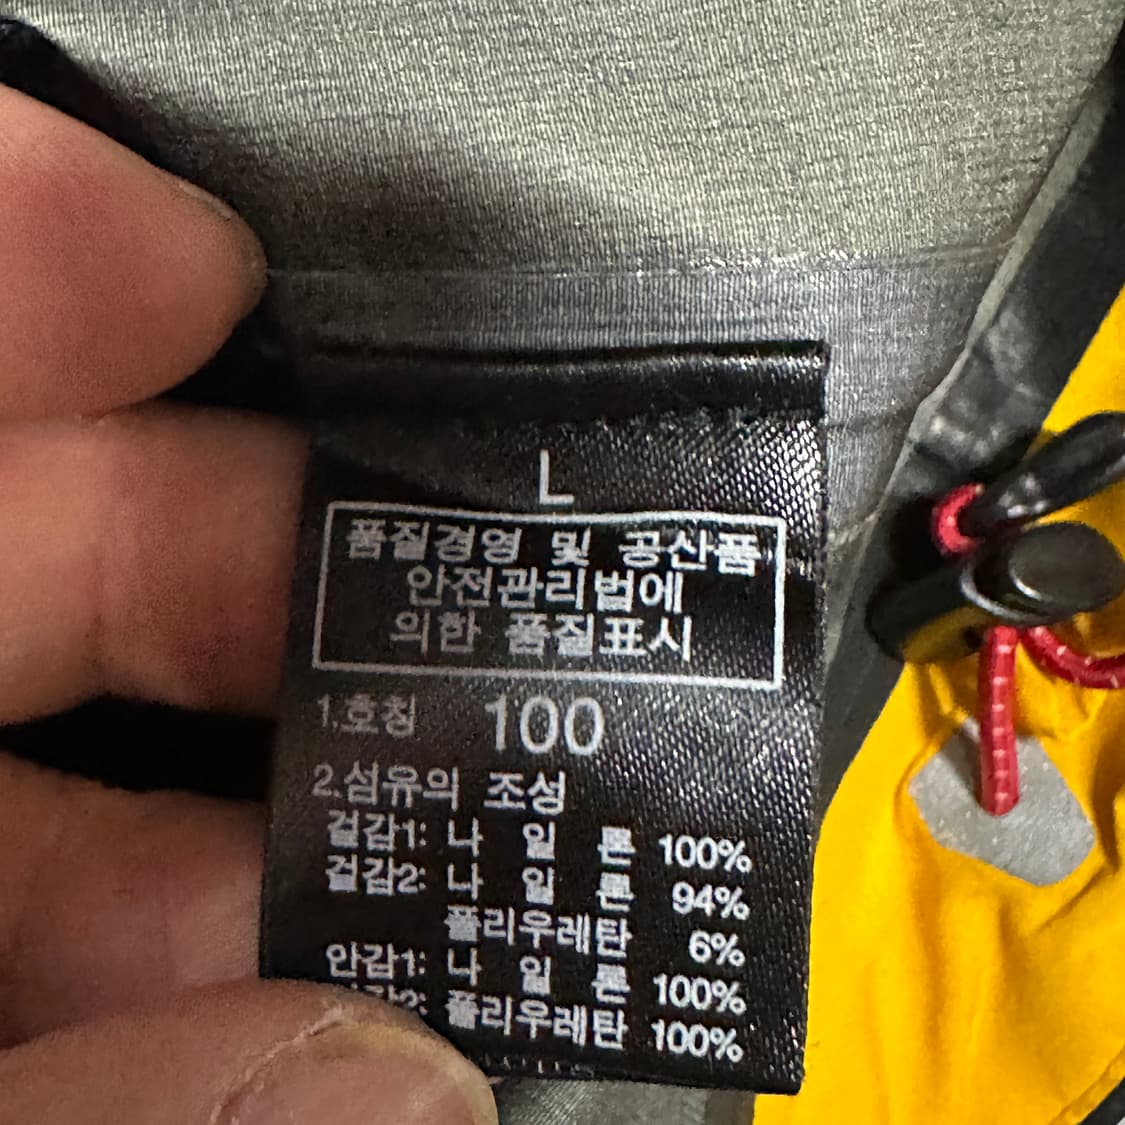 L
품질경영 및 공산품
안전관리법에
의한 품질표시
1.호칭 100
2.섬유의 조성
겉감1: 나 일 론 100%
겉감2: 나 일 론 94%
폴리우레탄 6%
안감1: 나 일 론 100%
안감2: 폴리우레탄 100%